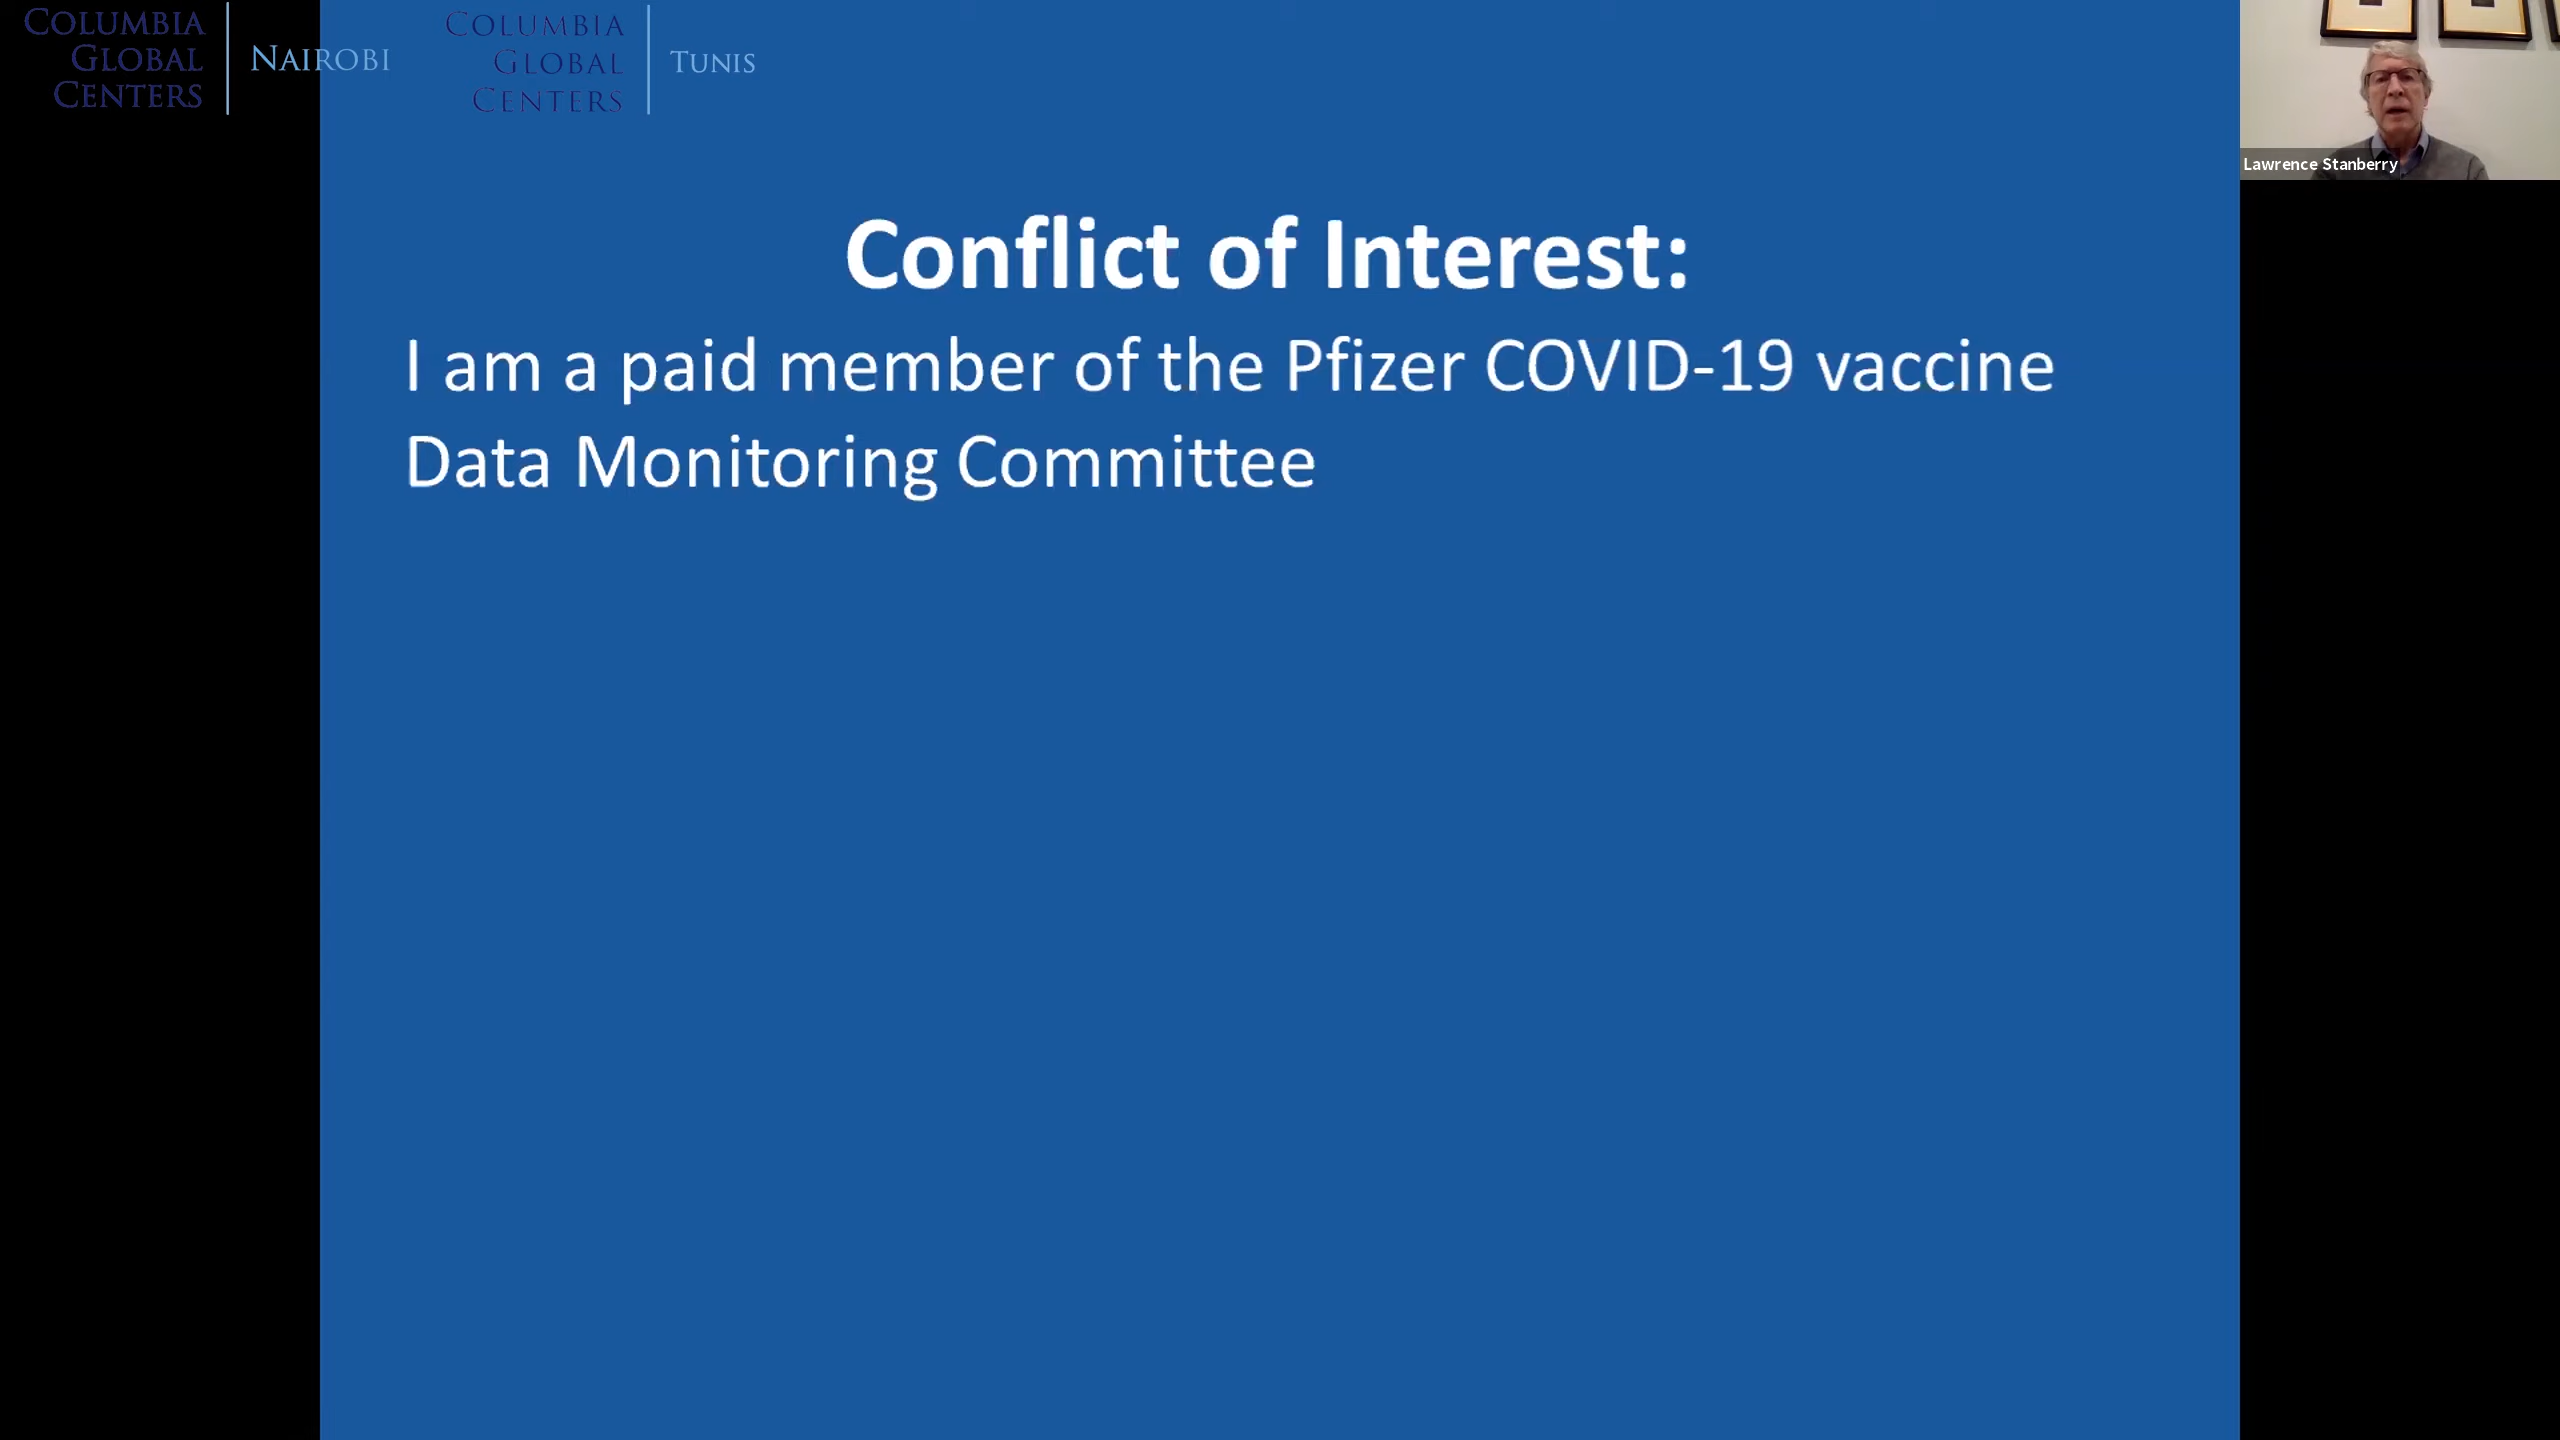 COLUMBIA
GLOBAL
CENTERS
NAIROBI
COLUMBIA
GLOBAL
CENTERS
TUNIS
Lawrence Stanberry
Conflict of Interest:
I am a paid member of the Pfizer COVID-19 vaccine
Data Monitoring Committee